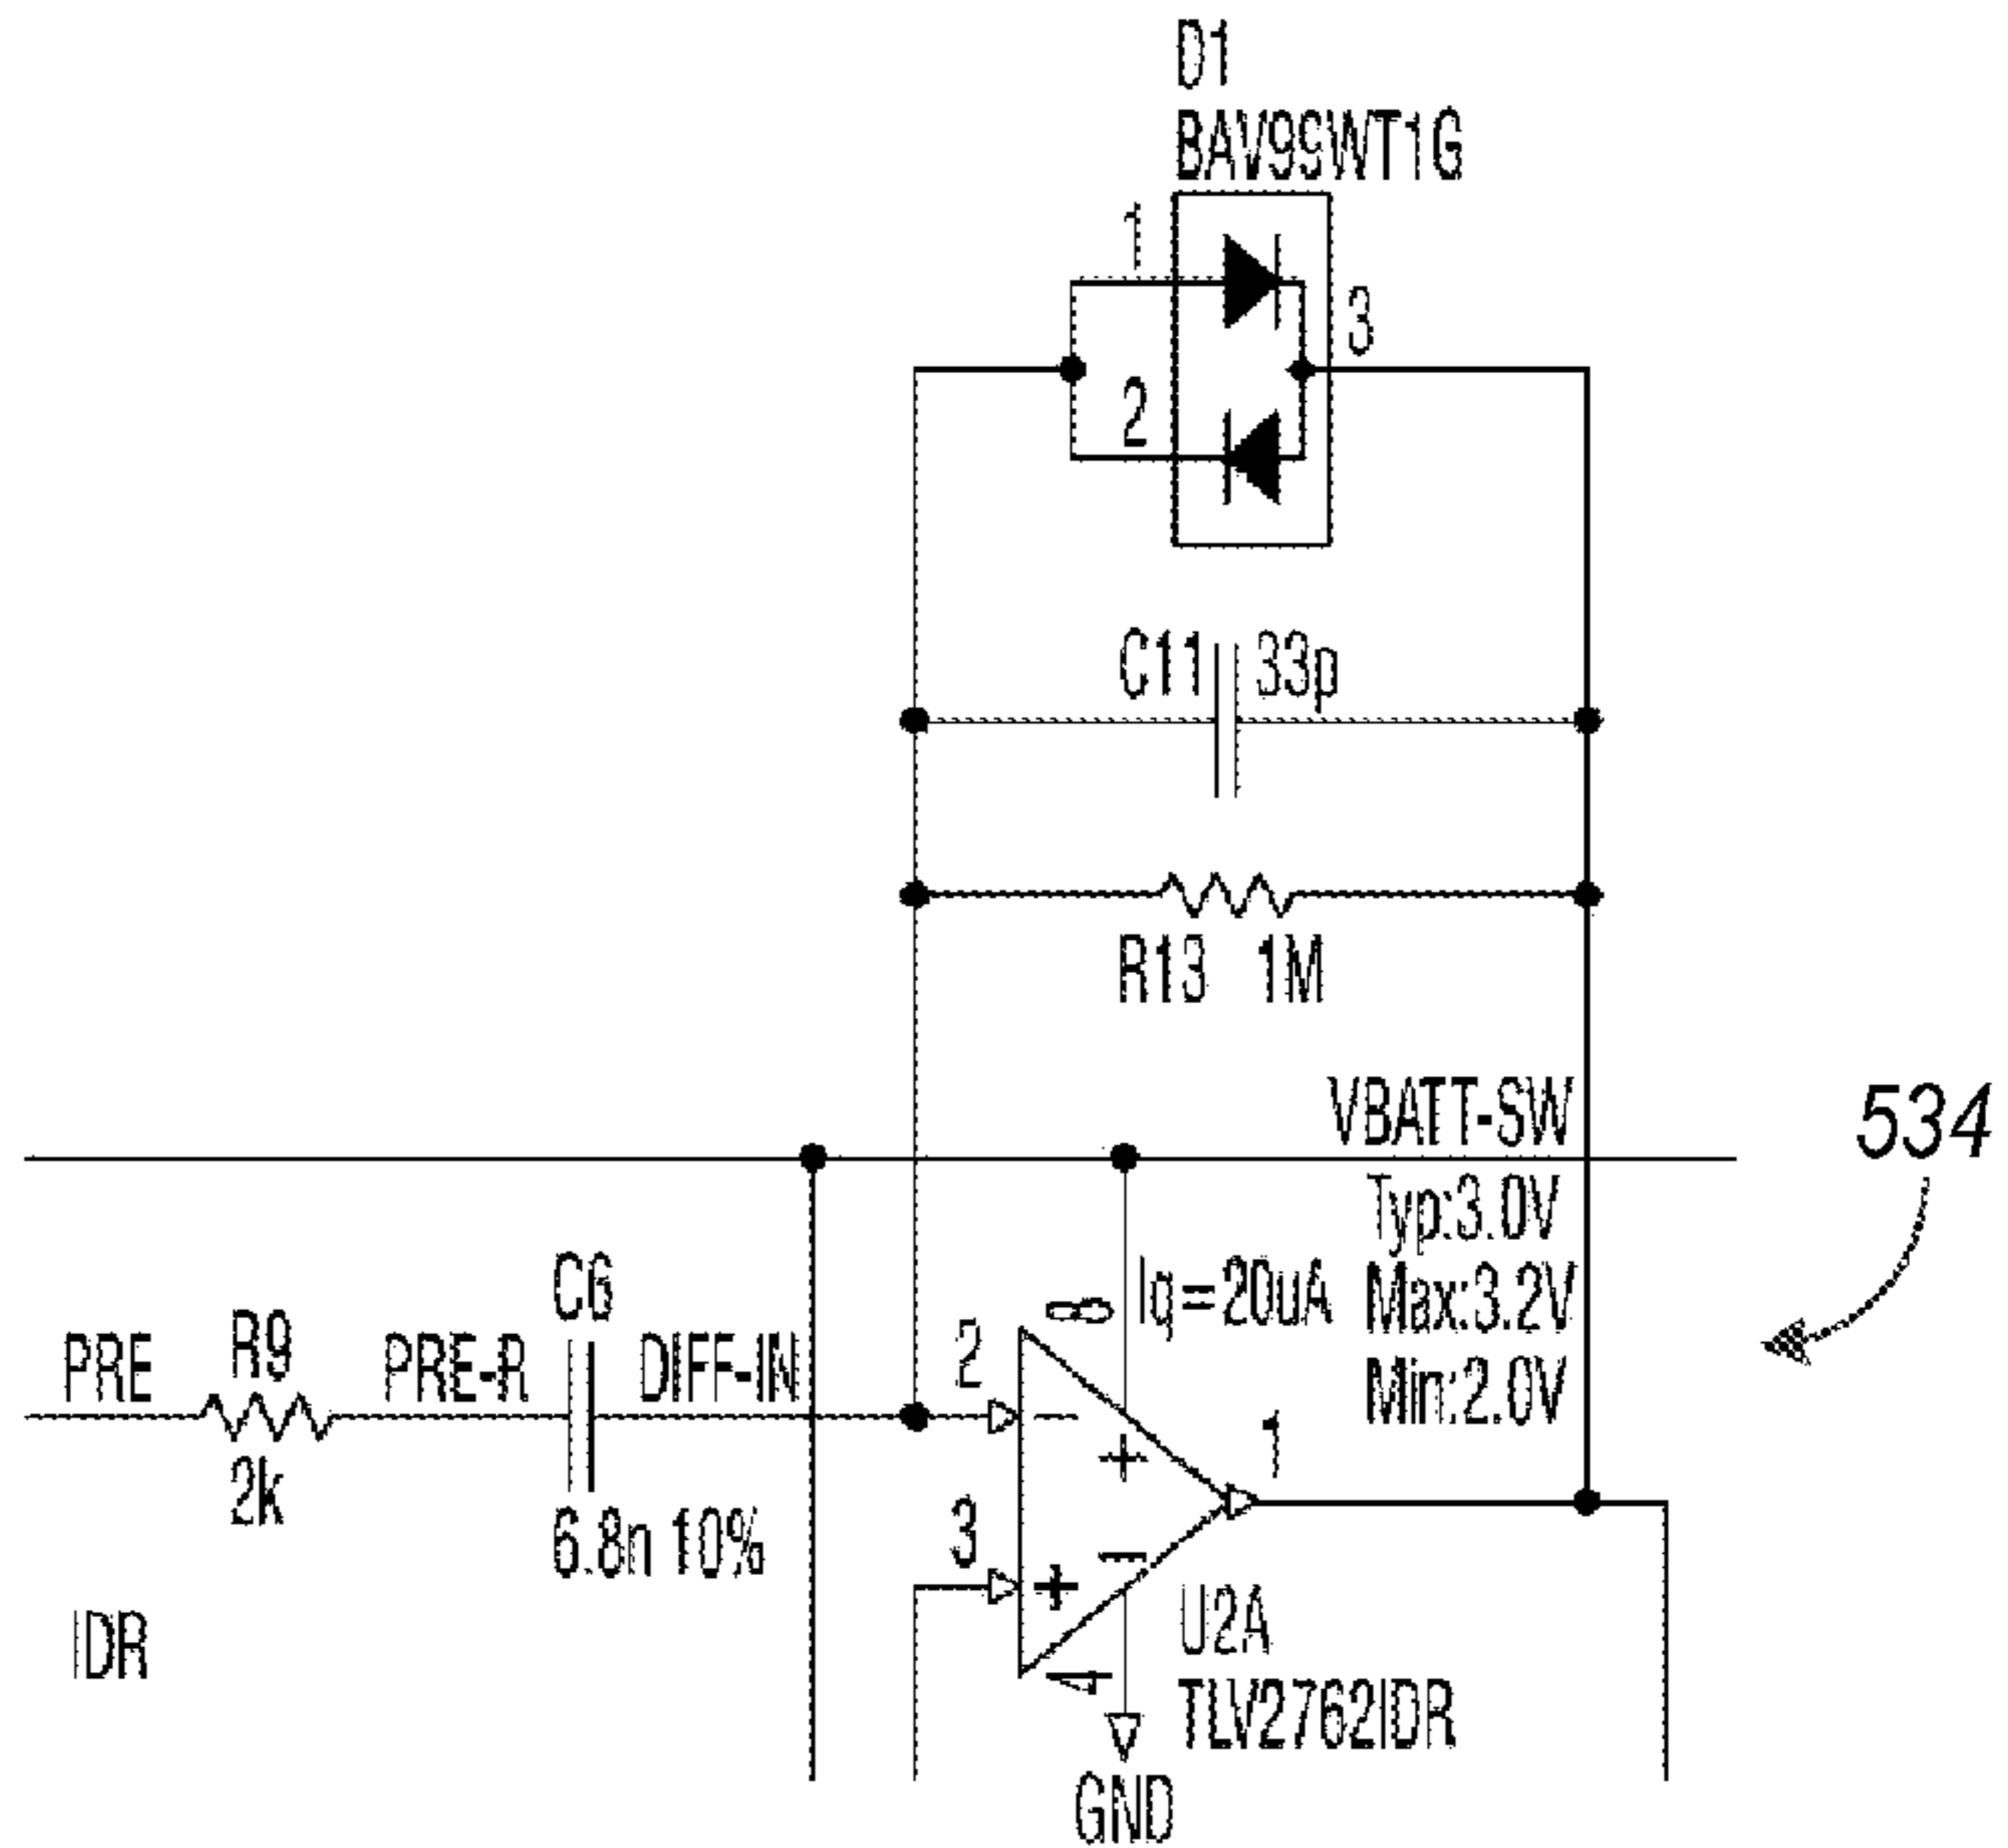 D1
BAV99WT1G
1
3
2
C11 33p
R13 1M
VBATT-SW
534
Typ:3.0V
Iq=20uA
Max:3.2V
Min:2.0V
8
C6
R9
PRE
PRE-R
DIFF-IN
2
−
+
1
2k
6.8n 10%
3
+
−
IDR
4
U2A
TLV2762IDR
GND